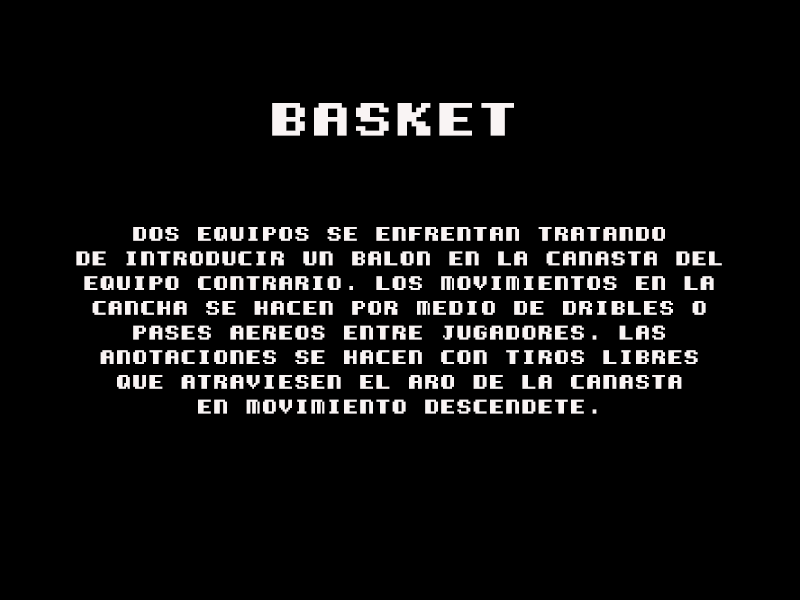 BASKET
DOS EQUIPOS SE ENFRENTAN TRATANDO
DE INTRODUCIR UN BALON EN LA CANASTA DEL
EQUIPO CONTRARIO. LOS MOVIMIENTOS EN LA
CANCHA SE HACEN POR MEDIO DE DRIBLES O
PASES AEREOS ENTRE JUGADORES. LAS
ANOTACIONES SE HACEN CON TIROS LIBRES
QUE ATRAVIESEN EL ARO DE LA CANASTA
EN MOVIMIENTO DESCENDETE.